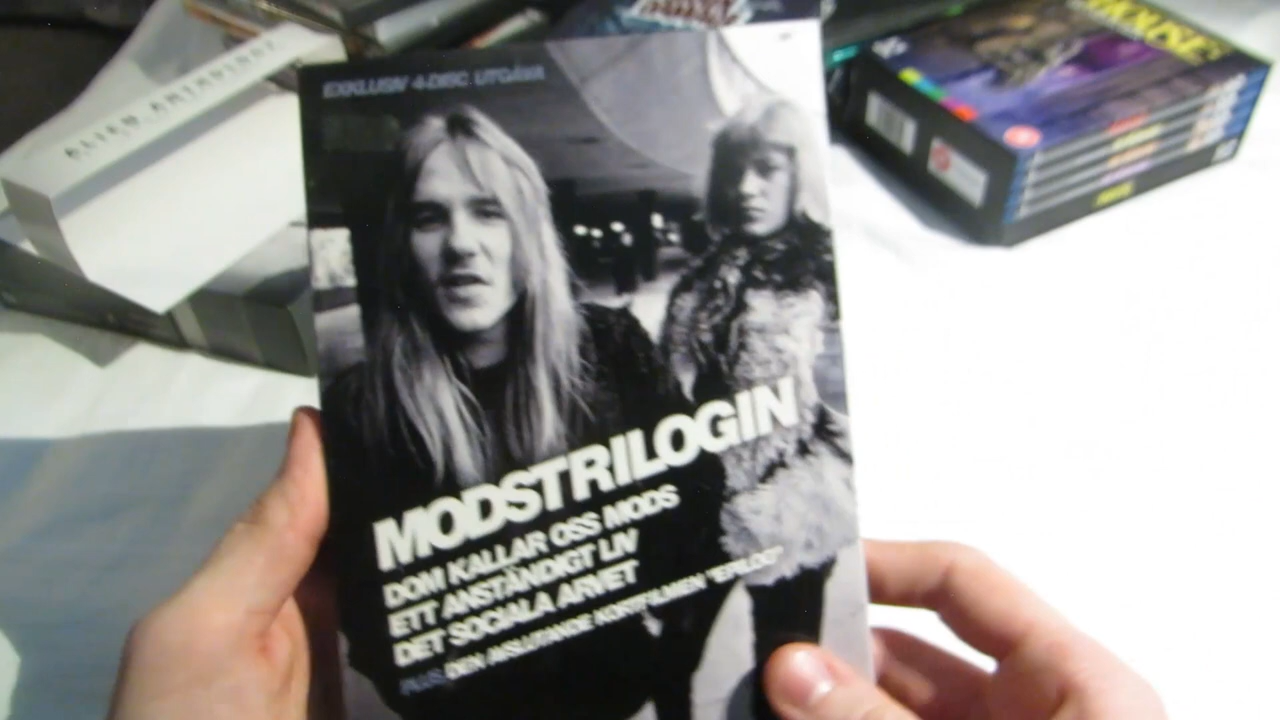 EXKLUSIV 4-DISC UTGÅVA
ALIEN ANTHOLOGY
HOUSE
MODSTRILOGIN
DOM KALLAR OSS MODS
ETT ANSTÄNDIGT LIV
DET SOCIALA ARVET
PLUS: DEN AVSLUTANDE KORTFILMEN "EPILOG"